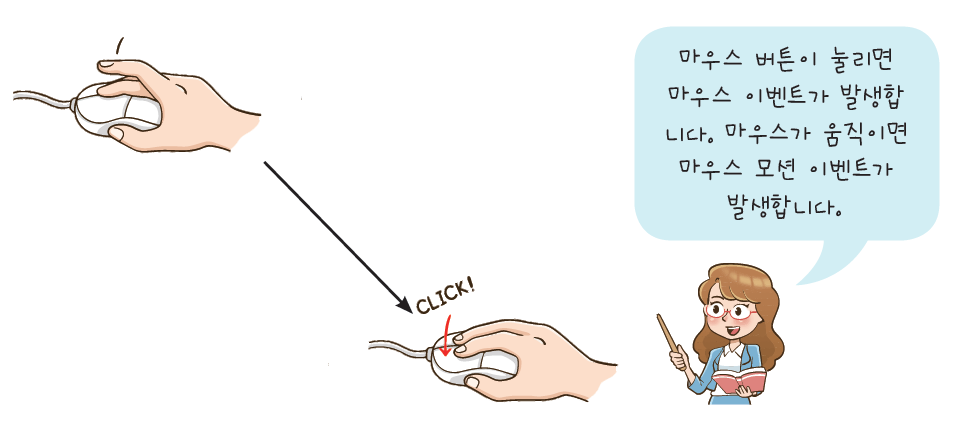 마우스 버튼이 눌리면
마우스 이벤트가 발생합
니다. 마우스가 움직이면
마우스 모션 이벤트가
발생합니다.
CLICK!